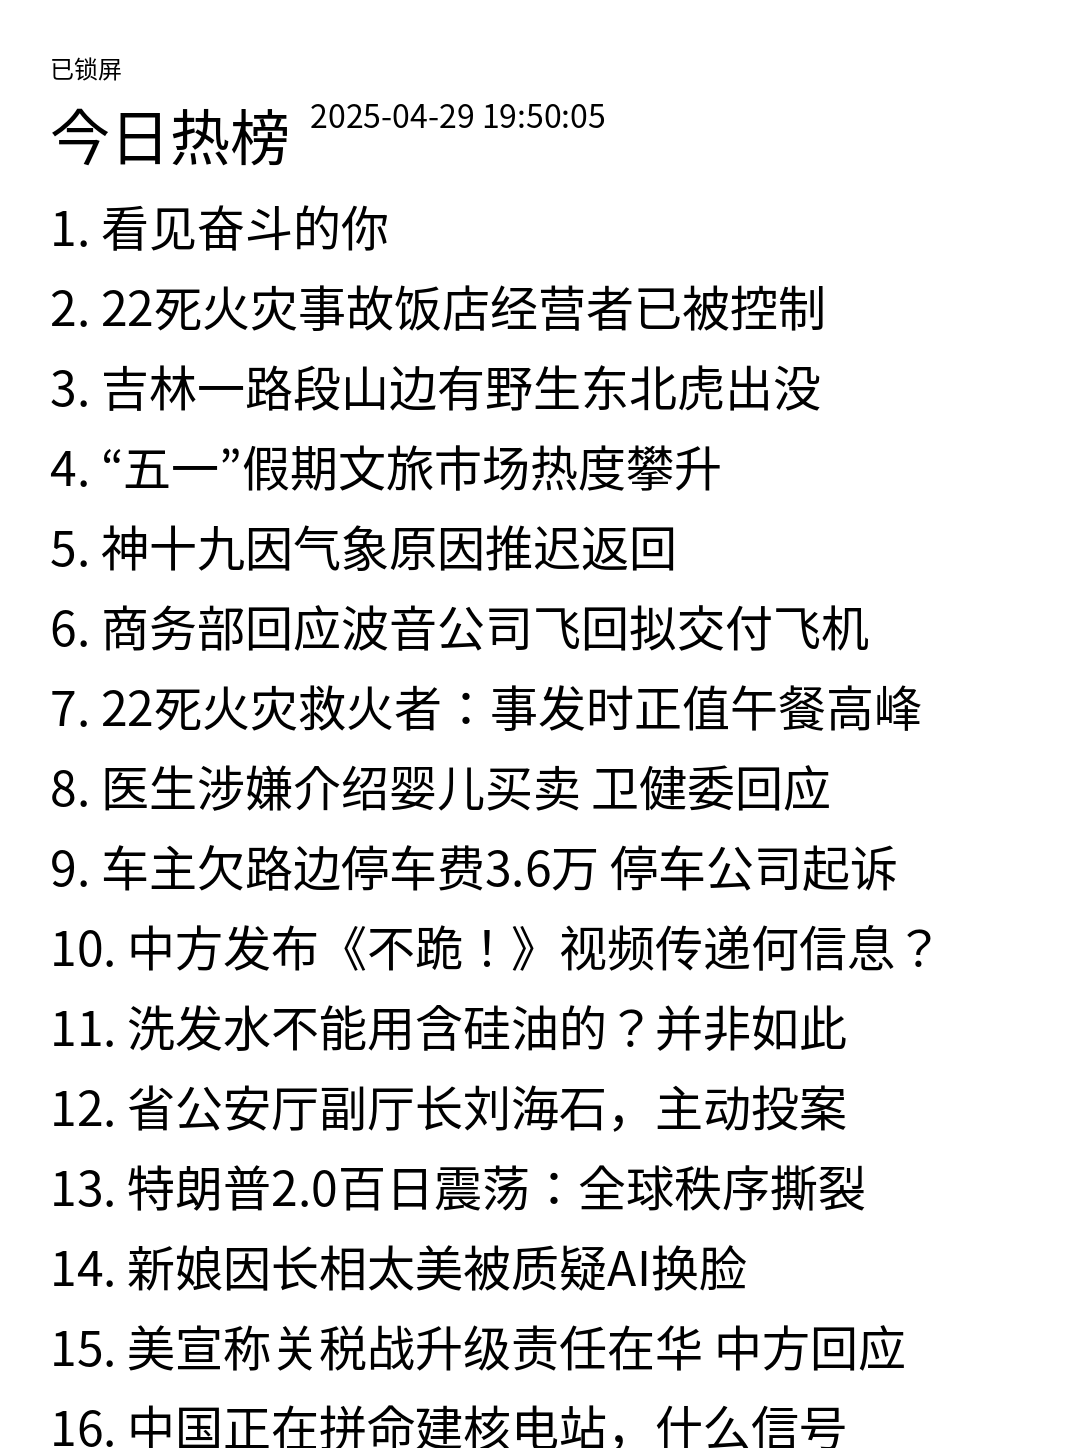 已锁屏
今日热榜 2025-04-29 19:50:05
1. 看见奋斗的你
2. 22死火灾事故饭店经营者已被控制
3. 吉林一路段山边有野生东北虎出没
4. “五一”假期文旅市场热度攀升
5. 神十九因气象原因推迟返回
6. 商务部回应波音公司飞回拟交付飞机
7. 22死火灾救火者：事发时正值午餐高峰
8. 医生涉嫌介绍婴儿买卖 卫健委回应
9. 车主欠路边停车费3.6万 停车公司起诉
10. 中方发布《不跪！》视频传递何信息？
11. 洗发水不能用含硅油的？并非如此
12. 省公安厅副厅长刘海石，主动投案
13. 特朗普2.0百日震荡：全球秩序撕裂
14. 新娘因长相太美被质疑AI换脸
15. 美宣称关税战升级责任在华 中方回应
16. 中国正在拼命建核电站，什么信号